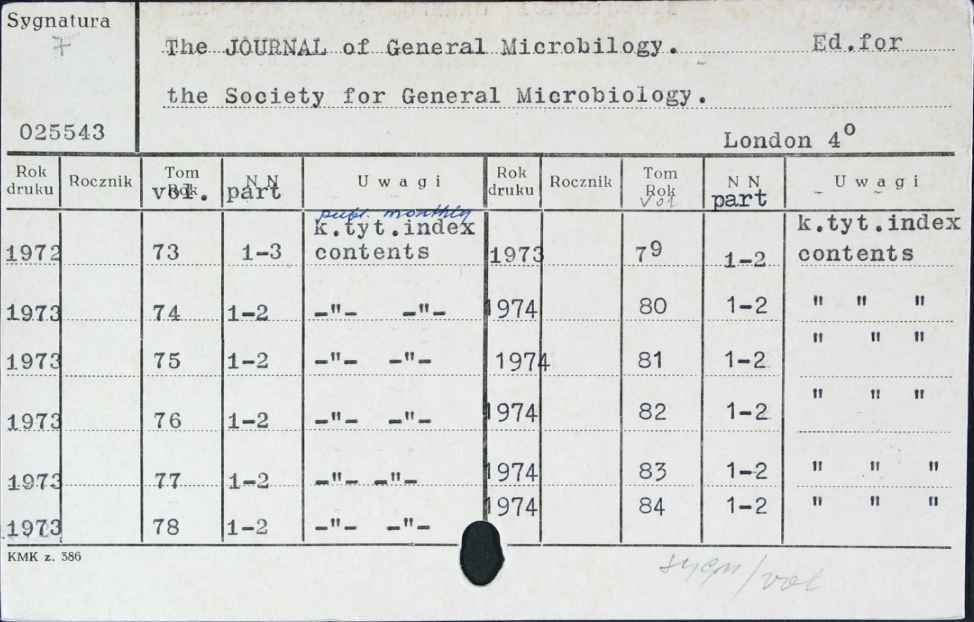 Sygnatura
7
The JOURNAL of General Microbilogy. Ed.for
the Society for General Microbiology.
025543
London 4⁰
Rok druku Rocznik Tom Rok vol. N N part Uwagi Rok druku Rocznik Tom Rok vol N N part Uwagi
publ. monthly
1972 73 1-3 k.tyt.index contents 1973 79 1-2 k.tyt.index contents
1973 74 1-2 -"- -"- 1974 80 1-2 " " "
1973 75 1-2 -"- -"- 1974 81 1-2 " " "
1973 76 1-2 -"- -"- 1974 82 1-2 " " "
1973 77 1-2 -"- -"- 1974 83 1-2 " " "
1973 78 1-2 -"- -"- 1974 84 1-2 " " "
KMK z. 386
sygn/vol